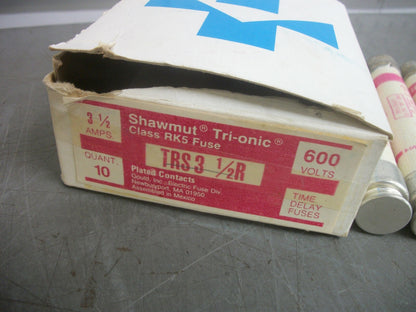 3 1/2 AMPS
Shawmut® Tri-onic®
Class RK5 Fuse
QUANT. 10
TRS 3 1/2R
600 VOLTS
Plated Contacts
Gould, Inc., Electric Fuse Div.
Newburyport, MA 01950
Assembled in Mexico
TIME
DELAY
FUSES